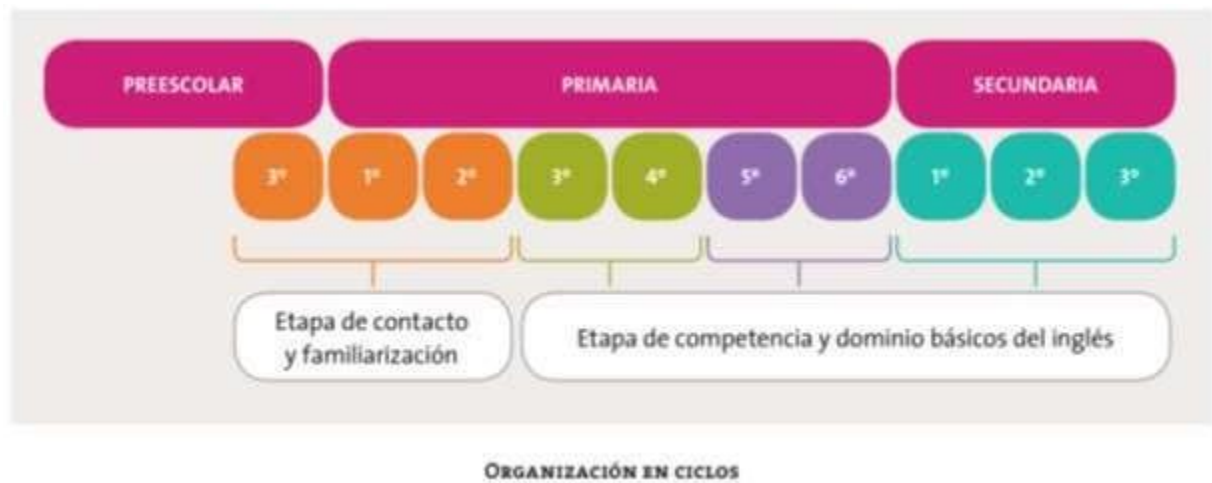 PREESCOLAR
PRIMARIA
SECUNDARIA
3° 1° 2° 3° 4° 5° 6° 1° 2° 3°
Etapa de contacto
y familiarización
Etapa de competencia y dominio básicos del inglés
ORGANIZACIÓN EN CICLOS